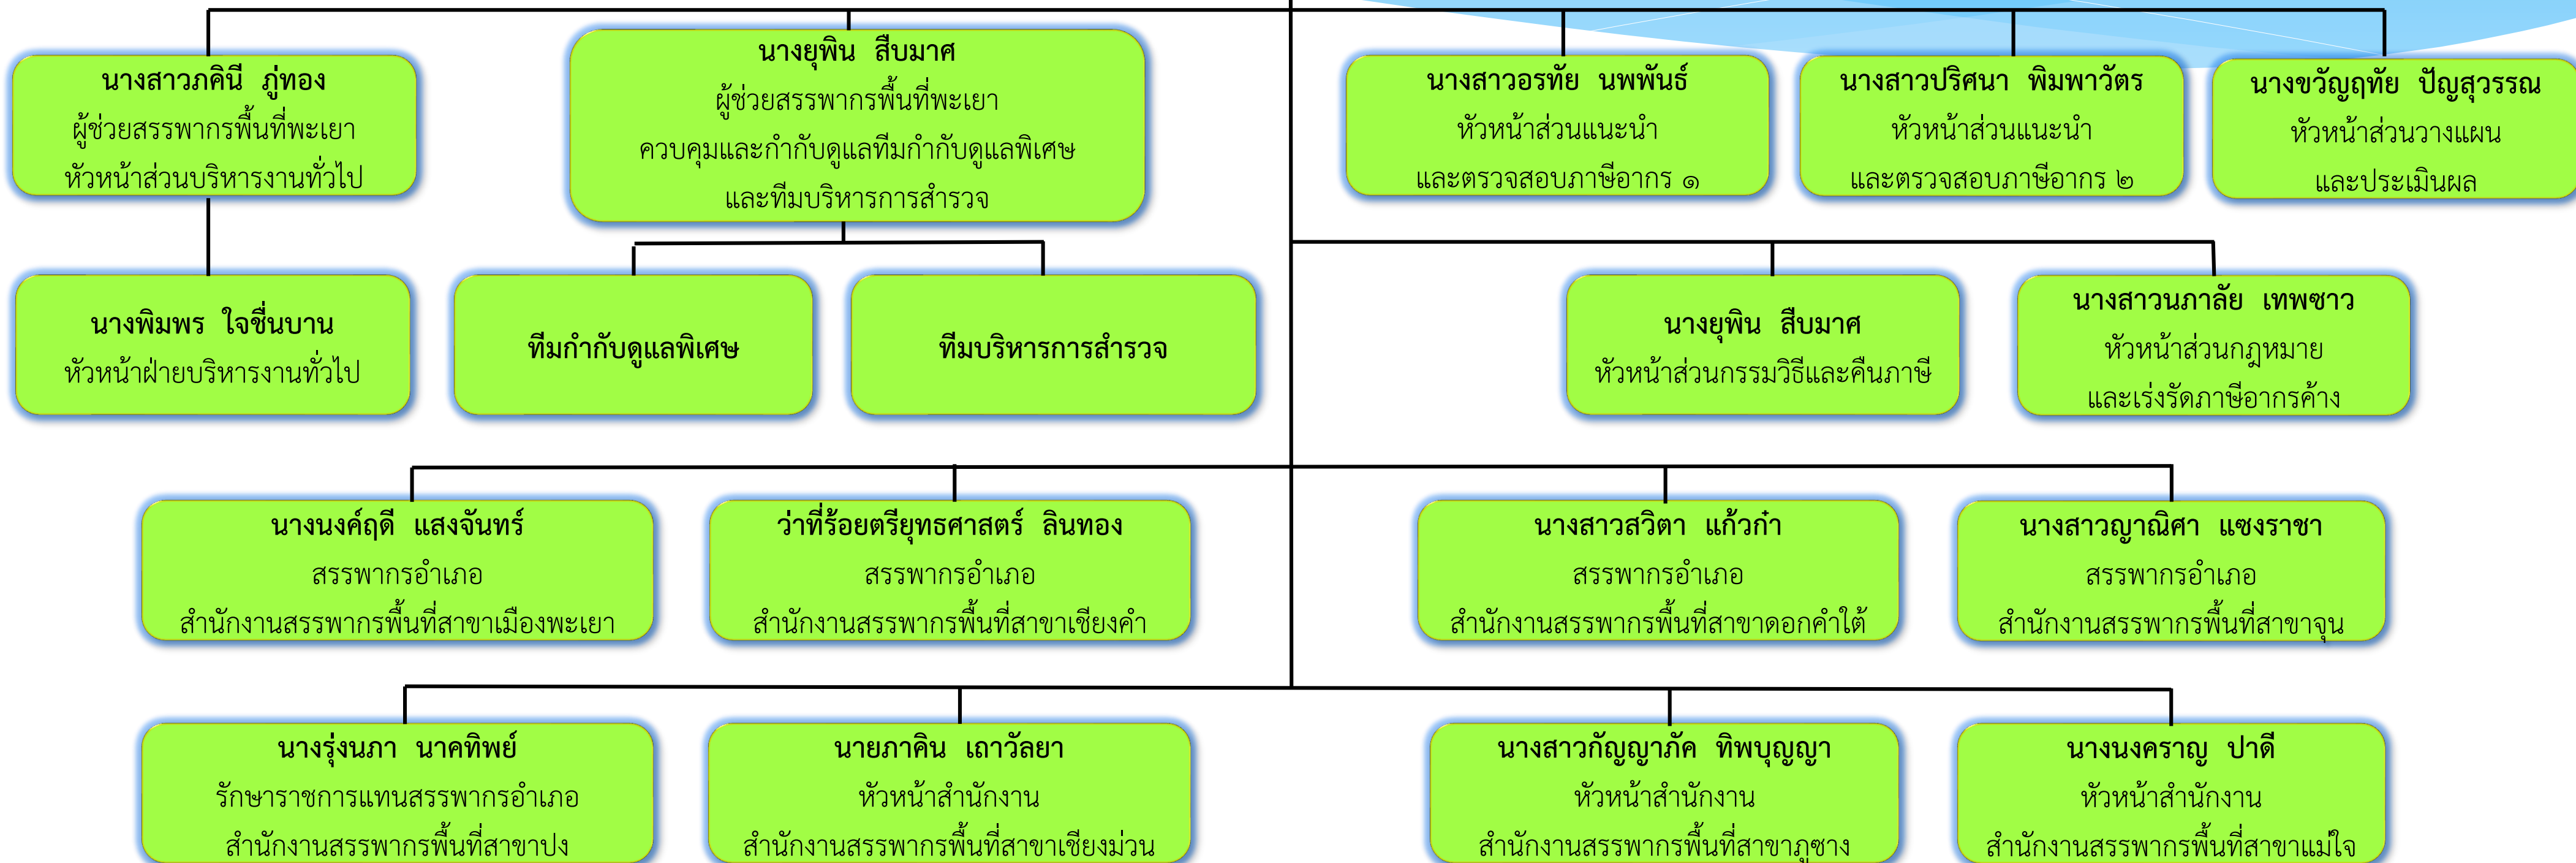 นางสาวภคินี ภู่ทอง
ผู้ช่วยสรรพากรพื้นที่พะเยา
หัวหน้าส่วนบริหารงานทั่วไป
นางยุพิน สืบมาศ
ผู้ช่วยสรรพากรพื้นที่พะเยา
ควบคุมและกำกับดูแลทีมกำกับดูแลพิเศษ
และทีมบริหารการสำรวจ
นางสาวอรทัย นพพันธ์
หัวหน้าส่วนแนะนำ
และตรวจสอบภาษีอากร ๑
นางสาวปริศนา พิมพาวัตร
หัวหน้าส่วนแนะนำ
และตรวจสอบภาษีอากร ๒
นางขวัญฤทัย ปัญสุวรรณ
หัวหน้าส่วนวางแผน
และประเมินผล
นางพิมพร ใจชื่นบาน
หัวหน้าฝ่ายบริหารงานทั่วไป
ทีมกำกับดูแลพิเศษ
ทีมบริหารการสำรวจ
นางยุพิน สืบมาศ
หัวหน้าส่วนกรรมวิธีและคืนภาษี
นางสาวนภาลัย เทพซาว
หัวหน้าส่วนกฎหมาย
และเร่งรัดภาษีอากรค้าง
นางนงค์ฤดี แสงจันทร์
สรรพากรอำเภอ
สำนักงานสรรพากรพื้นที่สาขาเมืองพะเยา
ว่าที่ร้อยตรียุทธศาสตร์ ลินทอง
สรรพากรอำเภอ
สำนักงานสรรพากรพื้นที่สาขาเชียงคำ
นางสาวสวิตา แก้วก๋า
สรรพากรอำเภอ
สำนักงานสรรพากรพื้นที่สาขาดอกคำใต้
นางสาวญาณิศา แซงราชา
สรรพากรอำเภอ
สำนักงานสรรพากรพื้นที่สาขาจุน
นางรุ่งนภา นาคทิพย์
รักษาราชการแทนสรรพากรอำเภอ
สำนักงานสรรพากรพื้นที่สาขาปง
นายภาคิน เถาวัลยา
หัวหน้าสำนักงาน
สำนักงานสรรพากรพื้นที่สาขาเชียงม่วน
นางสาวกัญญาภัค ทิพบุญญา
หัวหน้าสำนักงาน
สำนักงานสรรพากรพื้นที่สาขาภูซาง
นางนงคราญ ปาดี
หัวหน้าสำนักงาน
สำนักงานสรรพากรพื้นที่สาขาแม่ใจ